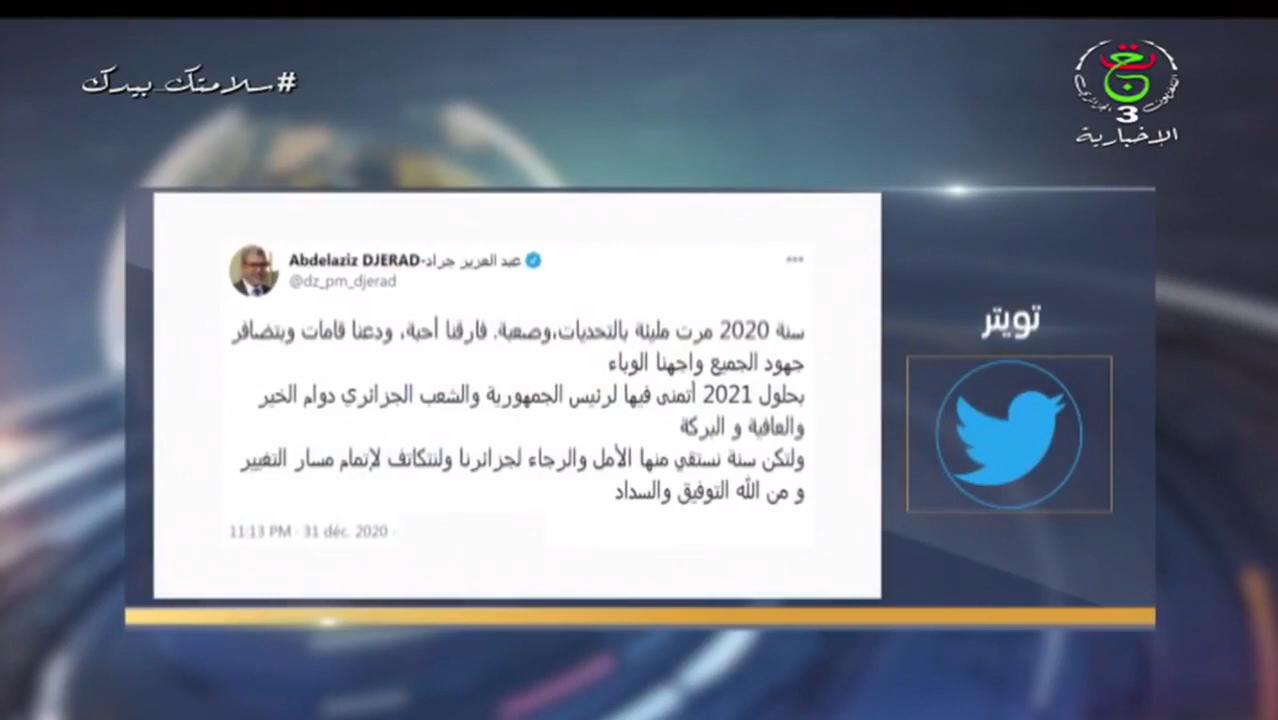 #سلامتك_بيدك
3
الإخبارية
Abdelaziz DJERAD-عبد العزيز جراد
@dz_pm_djerad
سنة 2020 مرت مليئة بالتحديات،وصعبة. فارقنا أحبة، ودعنا قامات وبتضافر
جهود الجميع واجهنا الوباء
بحلول 2021 أتمنى فيها لرئيس الجمهورية والشعب الجزائري دوام الخير
والعافية و البركة
ولتكن سنة نستقي منها الأمل والرجاء لجزائرنا ولنتكاتف لإتمام مسار التغيير
و من الله التوفيق والسداد
11:13 PM · 31 déc. 2020 ·
تويتر